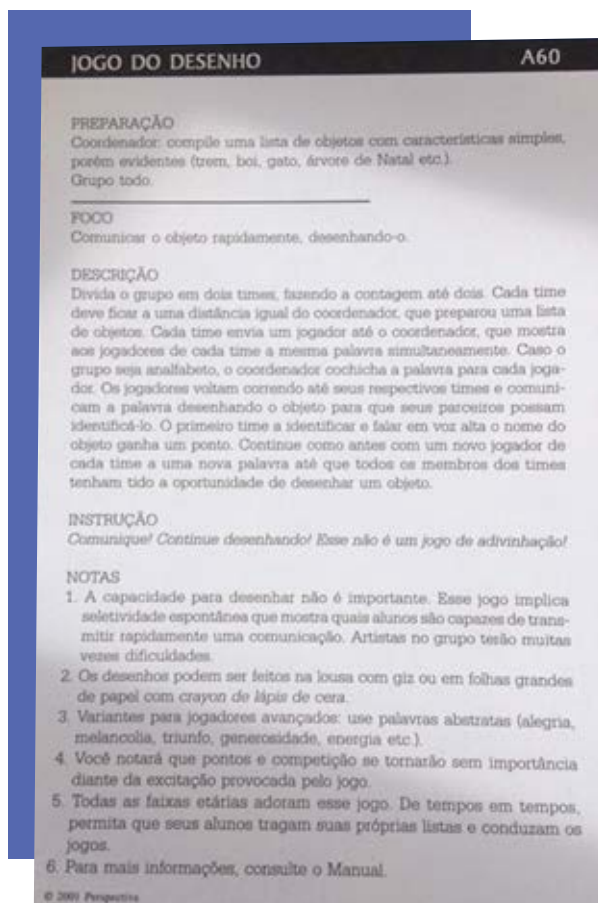 JOGO DO DESENHO A60
PREPARAÇÃO
Coordenador: compile uma lista de objetos com características simples,
porém evidentes (trem, boi, gato, árvore de Natal etc.).
Grupo todo.
FOCO
Comunicar o objeto rapidamente, desenhando-o.
DESCRIÇÃO
Divida o grupo em dois times, fazendo a contagem até dois. Cada time
deve ficar a uma distância igual do coordenador, que preparou uma lista
de objetos. Cada time envia um jogador até o coordenador, que mostra
aos jogadores de cada time a mesma palavra simultaneamente. Caso o
grupo seja analfabeto, o coordenador cochicha a palavra para cada joga-
dor. Os jogadores voltam correndo até seus respectivos times e comuni-
cam a palavra desenhando o objeto para que seus parceiros possam
identificá-lo. O primeiro time a identificar e falar em voz alta o nome do
objeto ganha um ponto. Continue como antes com um novo jogador de
cada time a uma nova palavra até que todos os membros dos times
tenham tido a oportunidade de desenhar um objeto.
INSTRUÇÃO
Comunique! Continue desenhando! Esse não é um jogo de adivinhação!
NOTAS
1. A capacidade para desenhar não é importante. Esse jogo implica
seletividade espontânea que mostra quais alunos são capazes de trans-
mitir rapidamente uma comunicação. Artistas no grupo terão muitas
vezes dificuldades.
2. Os desenhos podem ser feitos na lousa com giz ou em folhas grandes
de papel com crayon de lápis de cera.
3. Variantes para jogadores avançados: use palavras abstratas (alegria,
melancolia, triunfo, generosidade, energia etc.).
4. Você notará que pontos e competição se tornarão sem importância
diante da excitação provocada pelo jogo.
5. Todas as faixas etárias adoram esse jogo. De tempos em tempos,
permita que seus alunos tragam suas próprias listas e conduzam os
jogos.
6. Para mais informações, consulte o Manual.
© 2001 Perspectiva